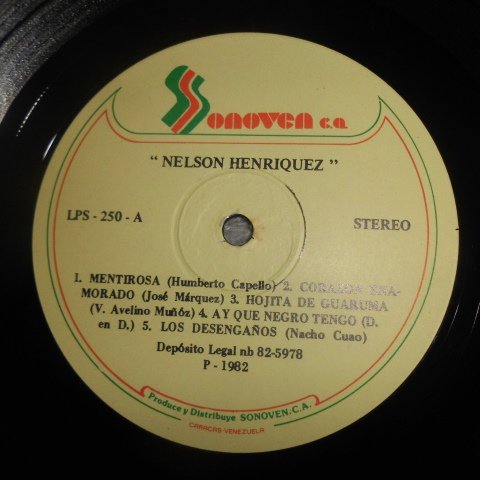 SONOVEN C.A.
“ NELSON HENRIQUEZ ”
LPS - 250 - A
STEREO
1. MENTIROSA (Humberto Capello) 2. CORAZON ENA-
MORADO (José Márquez) 3. HOJITA DE GUARUMA
(V. Avelino Muñóz) 4. AY QUE NEGRO TENGO (D.
en D.) 5. LOS DESENGAÑOS (Nacho Cuao)
Depósito Legal nb 82-5978
P - 1982
Produce y Distribuye SONOVEN.C.A.
CARACAS-VENEZUELA